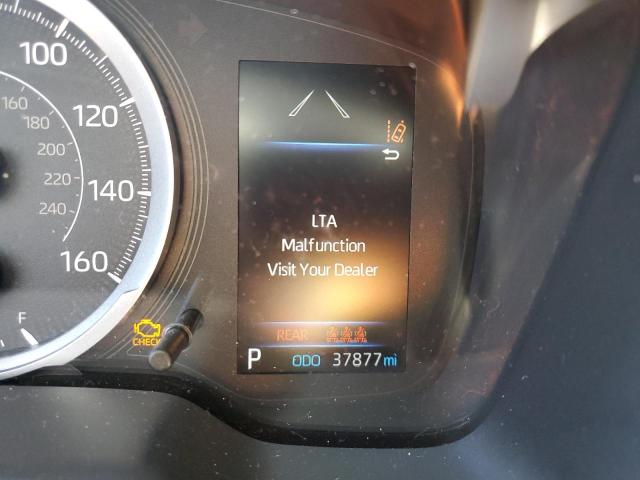 100
120
140
160
160
180
200
220
240
F
CHECK
LTA
Malfunction
Visit Your Dealer
REAR
P ODO 37877 mi